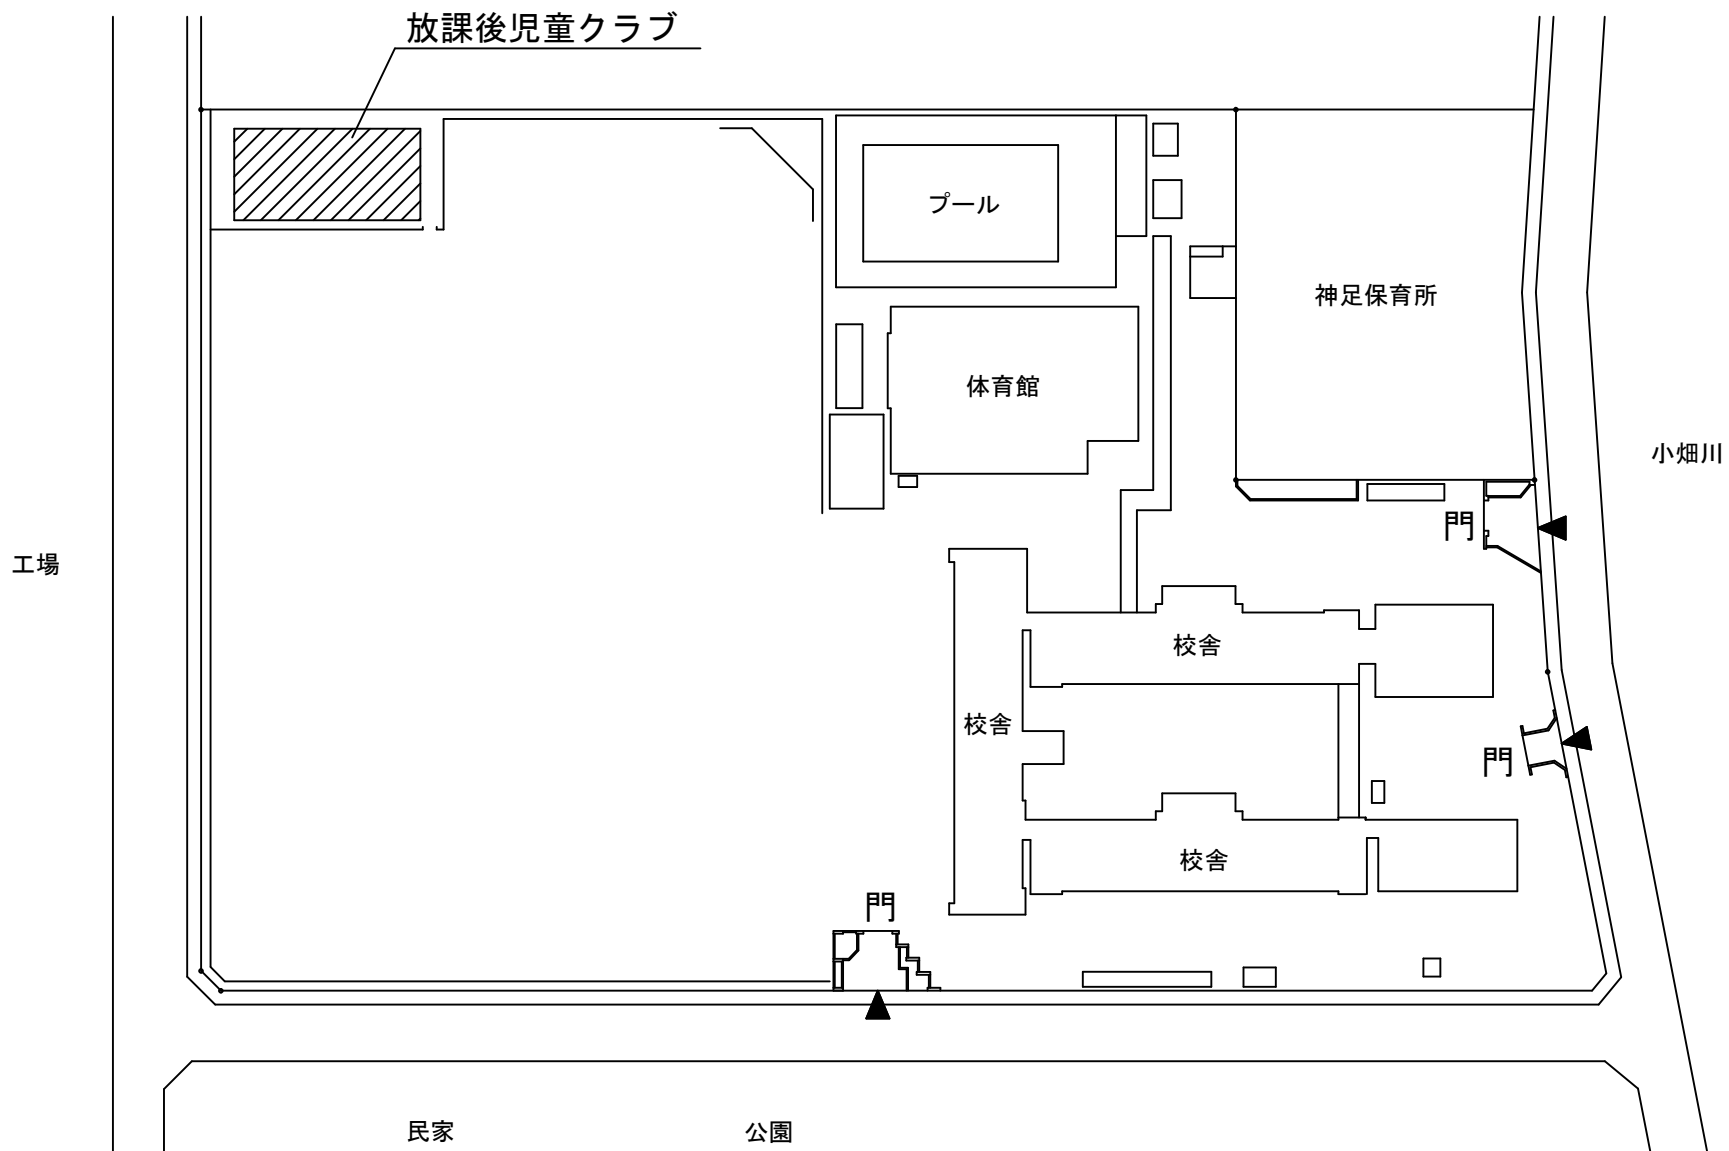 放課後児童クラブ
プール
神足保育所
体育館
小畑川
門
工場
校舎
校舎
門
校舎
門
民家
公園